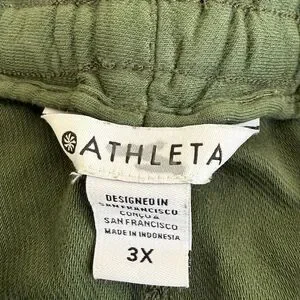 ATHLETA
DESIGNED IN
SAN FRANCISCO
CONÇU À
SAN FRANCISCO
MADE IN INDONESIA
3X